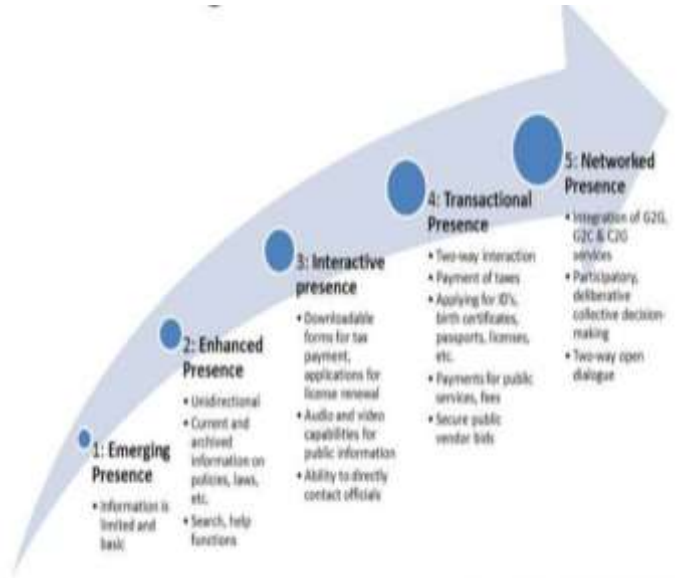 1: Emerging
Presence
• Information is
limited and
basic
2: Enhanced
Presence
• Unidirectional
• Current and
archived
information on
policies, laws,
etc.
• Search, help
functions
3: Interactive
presence
• Downloadable
forms for tax
payment,
applications for
license renewal
• Audio and video
capabilities for
public information
• Ability to directly
contact officials
4: Transactional
Presence
• Two-way interaction
• Payment of taxes
• Applying for ID's,
birth certificates,
passports, licenses,
etc.
• Payments for public
services, fees
• Secure public
vendor bids
5: Networked
Presence
• Integration of G2G,
G2C & C2G
services
• Participatory,
deliberative
collective decision-
making
• Two-way open
dialogue